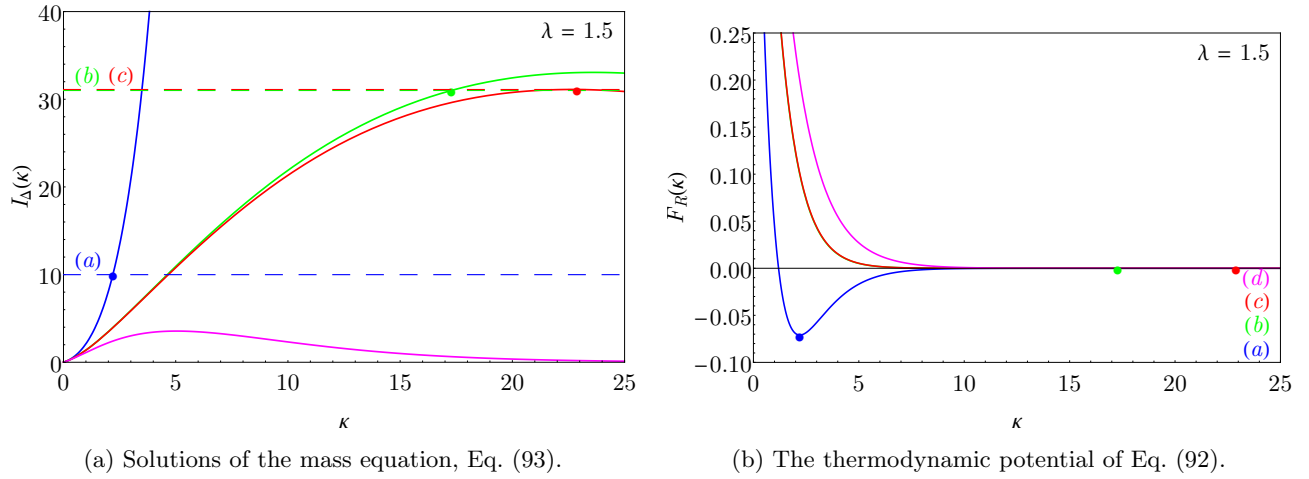 40
30
20
10
0
I_Δ(κ)
λ = 1.5
(b) (c)
(a)
0 5 10 15 20 25
κ
(a) Solutions of the mass equation, Eq. (93).
0.25
0.20
0.15
0.10
0.05
0.00
−0.05
−0.10
F_R(κ)
λ = 1.5
(d)
(c)
(b)
(a)
0 5 10 15 20 25
κ
(b) The thermodynamic potential of Eq. (92).